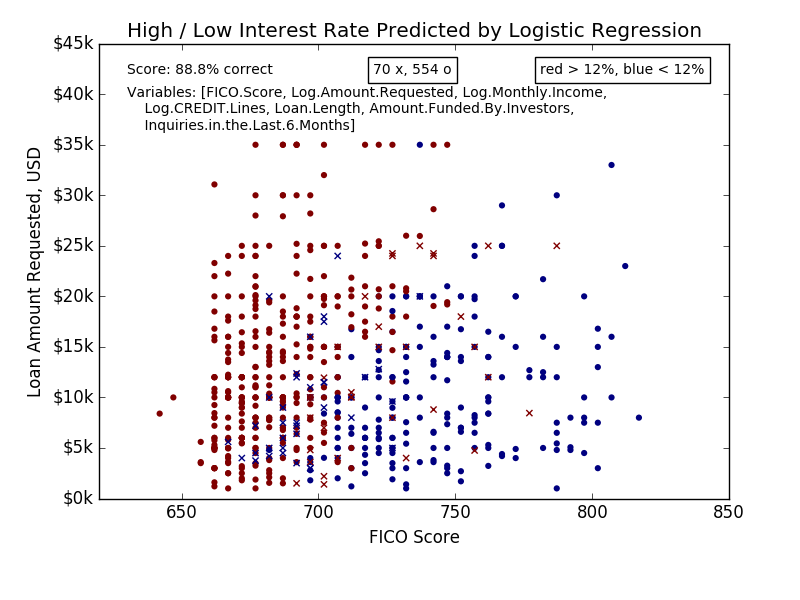 High / Low Interest Rate Predicted by Logistic Regression
$45k
Score: 88.8% correct
70 x, 554 o
red > 12%, blue < 12%
Variables: [FICO.Score, Log.Amount.Requested, Log.Monthly.Income,
Log.CREDIT.Lines, Loan.Length, Amount.Funded.By.Investors,
Inquiries.in.the.Last.6.Months]
$40k
$35k
$30k
$25k
$20k
$15k
$10k
$5k
$0k
Loan Amount Requested, USD
650
700
750
800
850
FICO Score